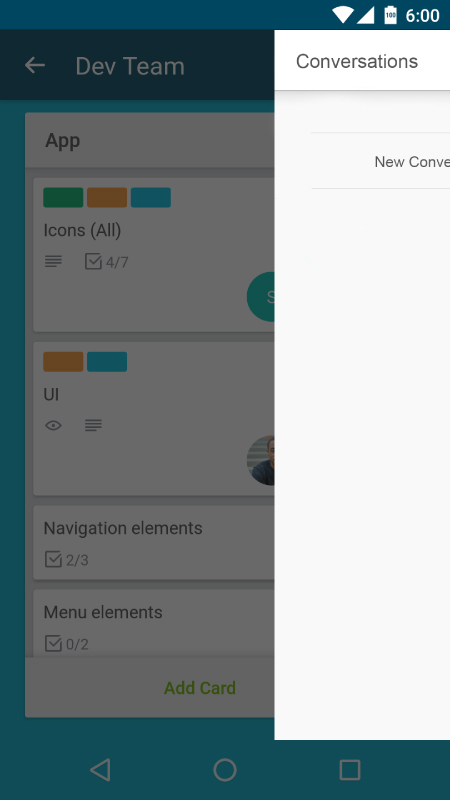 6:00
Dev Team
Conversations
App
New Conve
Icons (All)
4/7
S
UI
Navigation elements
2/3
Menu elements
0/2
Add Card